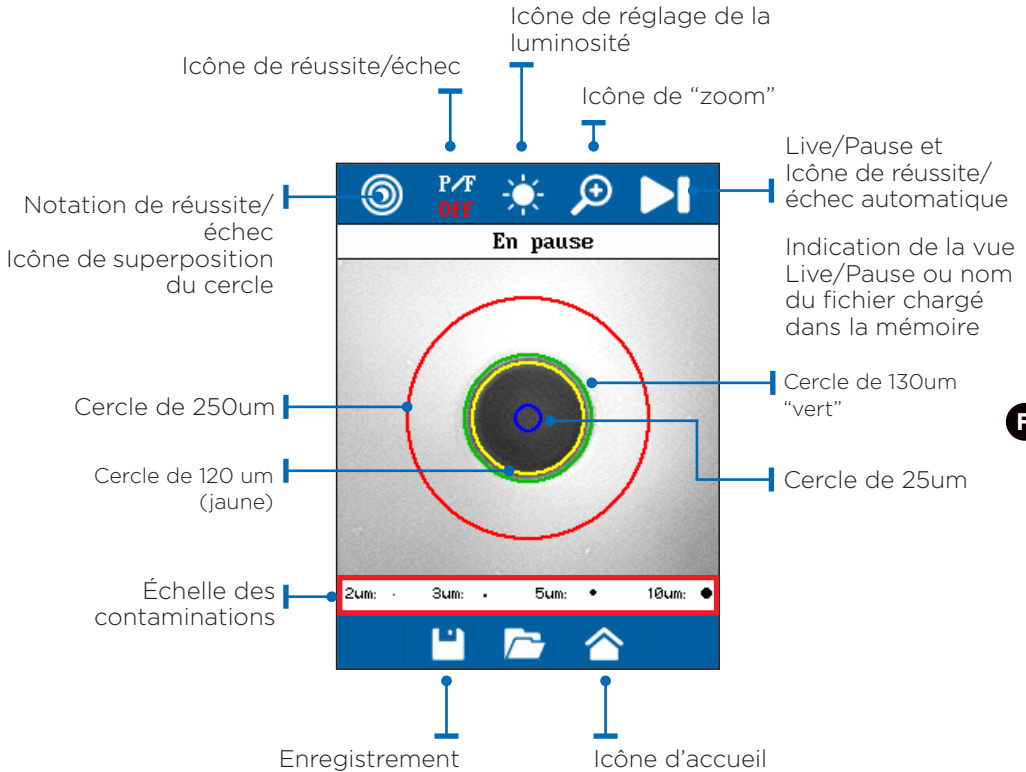 Icône de réglage de la
luminosité
Icône de réussite/échec
Icône de “zoom”
Live/Pause et
Icône de réussite/
échec automatique
Notation de réussite/
échec
Icône de superposition
du cercle
P/F
Off
En pause
Indication de la vue
Live/Pause ou nom
du fichier chargé
dans la mémoire
Cercle de 250um
Cercle de 130um
“vert”
Cercle de 120 um
(jaune)
Cercle de 25um
F
Échelle des
contaminations
2um: 3um: 5um: 10um:
Enregistrement
Icône d’accueil